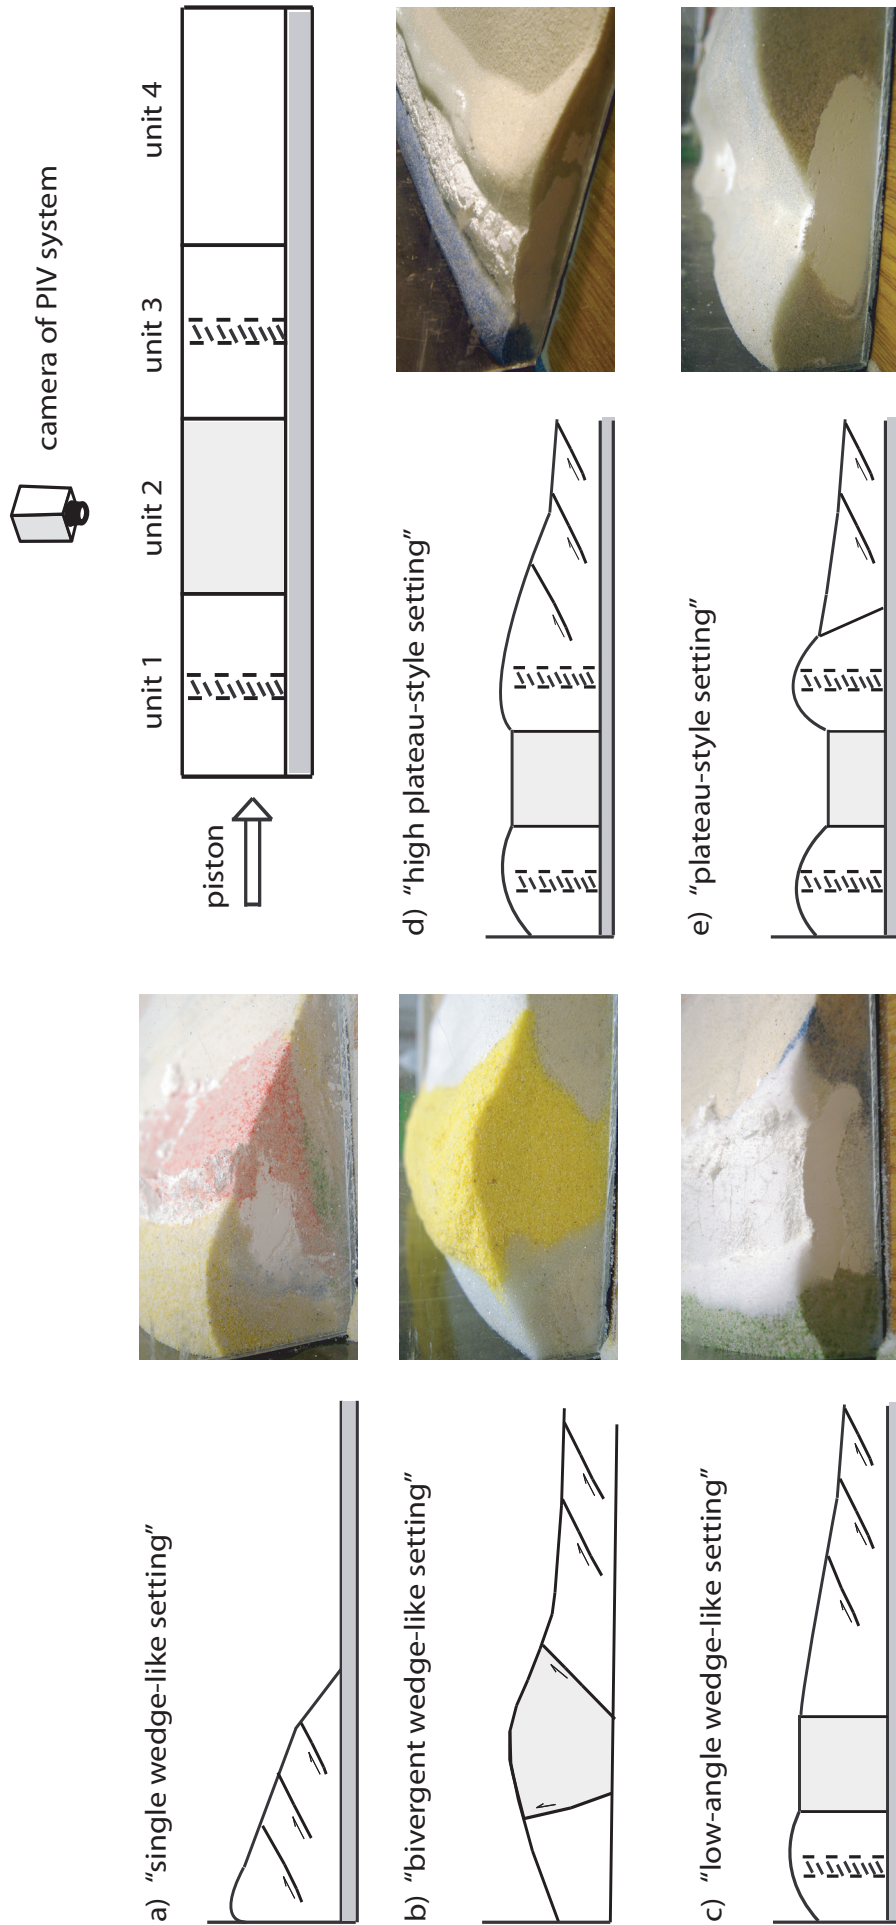 camera of PIV system
unit 1 unit 2 unit 3 unit 4
piston
a) “single wedge-like setting”
b) “bivergent wedge-like setting”
c) “low-angle wedge-like setting”
d) “high plateau-style setting”
e) “plateau-style setting”